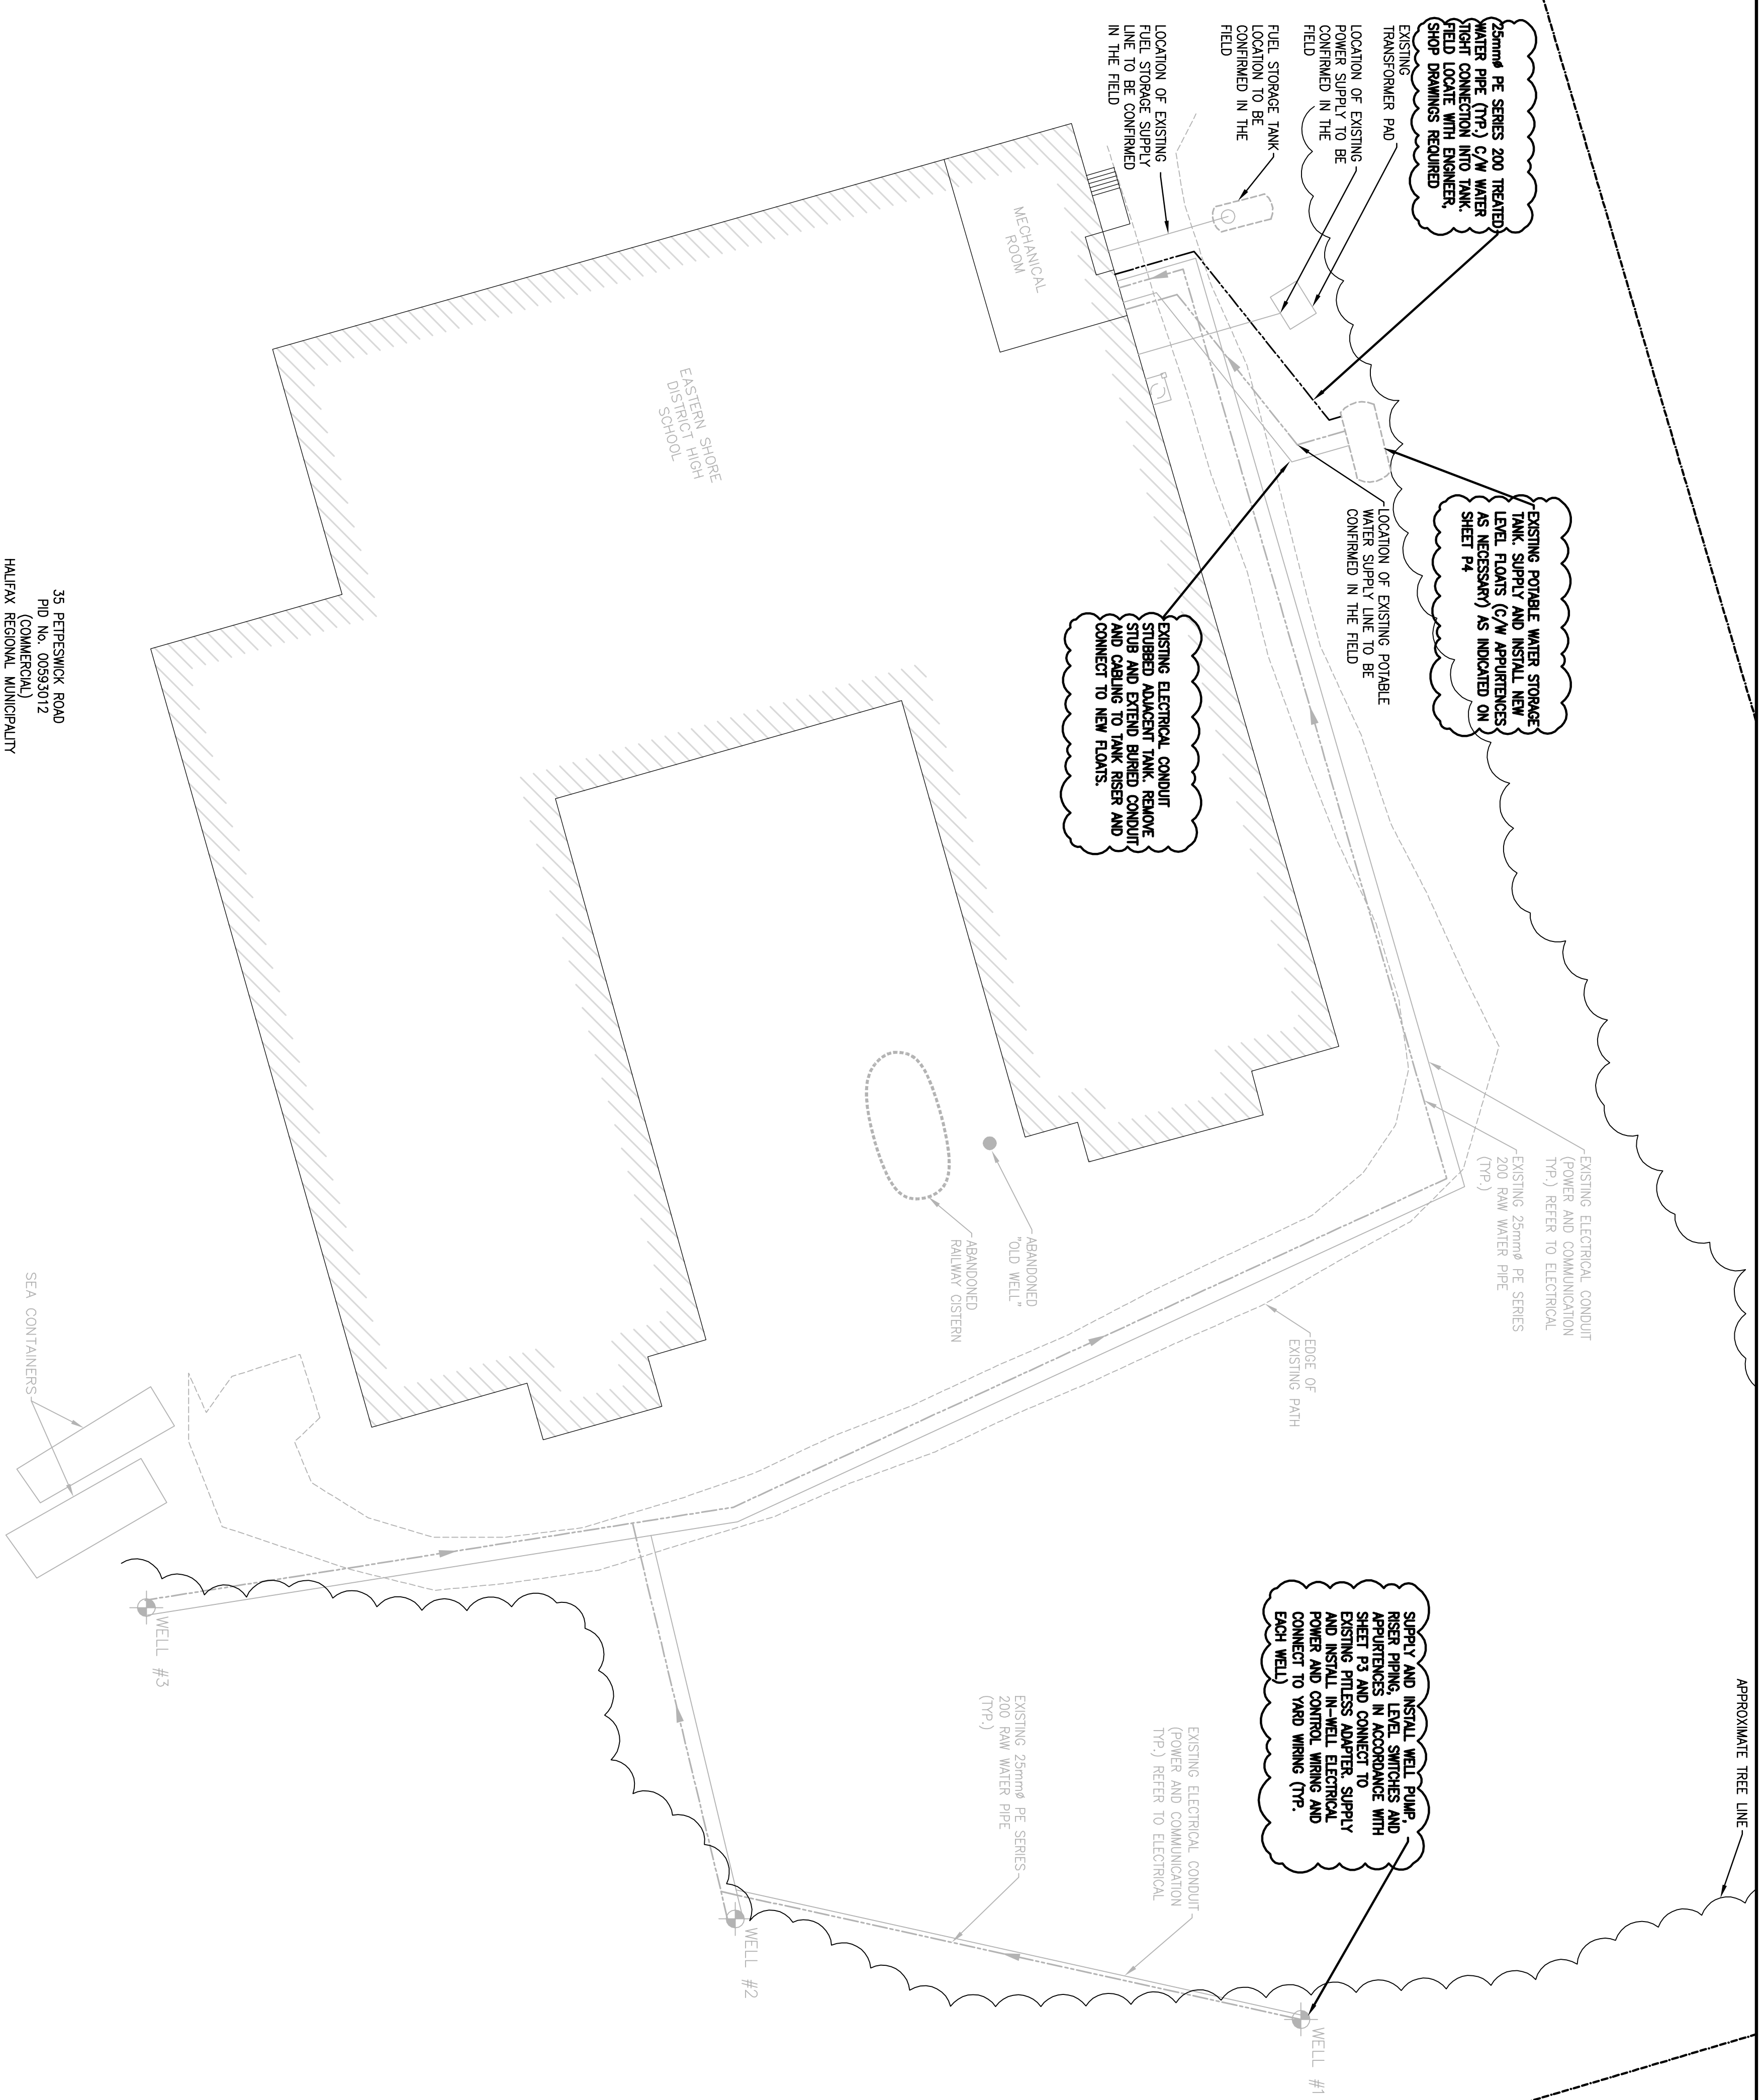 APPROXIMATE TREE LINE
25mmø PE SERIES 200 TREATED
WATER PIPE (TYP.) C/W WATER
TIGHT CONNECTION INTO TANK.
FIELD LOCATE WITH ENGINEER,
SHOP DRAWINGS REQUIRED
EXISTING
TRANSFORMER PAD
LOCATION OF EXISTING
POWER SUPPLY TO BE
CONFIRMED IN THE
FIELD
FUEL STORAGE TANK
LOCATION TO BE
CONFIRMED IN THE
FIELD
LOCATION OF EXISTING
FUEL STORAGE SUPPLY
LINE TO BE CONFIRMED
IN THE FIELD
EXISTING POTABLE WATER STORAGE
TANK. SUPPLY AND INSTALL NEW
LEVEL FLOATS (C/W APPURTENCES
AS NECESSARY) AS INDICATED ON
SHEET P4
LOCATION OF EXISTING POTABLE
WATER SUPPLY LINE TO BE
CONFIRMED IN THE FIELD
EXISTING ELECTRICAL CONDUIT
STUBBED ADJACENT TANK. REMOVE
STUB AND EXTEND BURIED CONDUIT
AND CABLING TO TANK RISER AND
CONNECT TO NEW FLOATS.
MECHANICAL
ROOM
EASTERN SHORE
DISTRICT HIGH
SCHOOL
EXISTING ELECTRICAL CONDUIT
(POWER AND COMMUNICATION
TYP.) REFER TO ELECTRICAL
EXISTING 25mmø PE SERIES
200 RAW WATER PIPE
(TYP.)
EDGE OF
EXISTING PATH
ABANDONED
"OLD WELL"
ABANDONED
RAILWAY CISTERN
SUPPLY AND INSTALL WELL PUMP,
RISER PIPING, LEVEL SWITCHES AND
APPURTENCES IN ACCORDANCE WITH
SHEET P3 AND CONNECT TO
EXISTING PITLESS ADAPTER. SUPPLY
AND INSTALL IN-WELL ELECTRICAL
POWER AND CONTROL WIRING AND
CONNECT TO YARD WIRING (TYP.
EACH WELL)
EXISTING ELECTRICAL CONDUIT
(POWER AND COMMUNICATION
TYP.) REFER TO ELECTRICAL
EXISTING 25mmø PE SERIES
200 RAW WATER PIPE
(TYP.)
WELL #1
WELL #2
WELL #3
SEA CONTAINERS
35 PETPESWICK ROAD
PID No. 00593012
(COMMERCIAL)
HALIFAX REGIONAL MUNICIPALITY